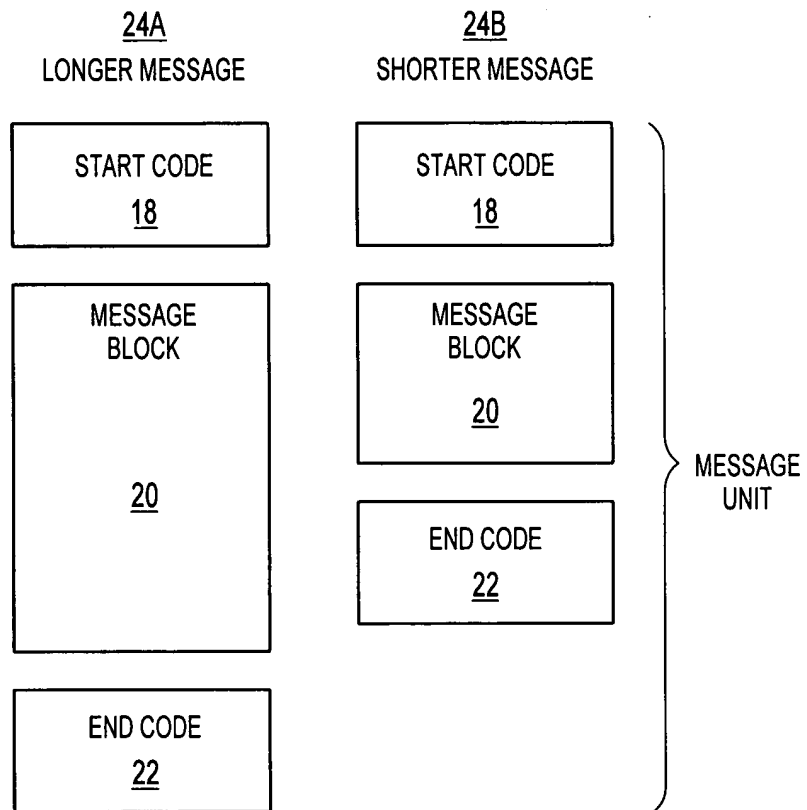 24A
LONGER MESSAGE
START CODE
18
MESSAGE
BLOCK
20
END CODE
22
24B
SHORTER MESSAGE
START CODE
18
MESSAGE
BLOCK
20
END CODE
22
MESSAGE
UNIT